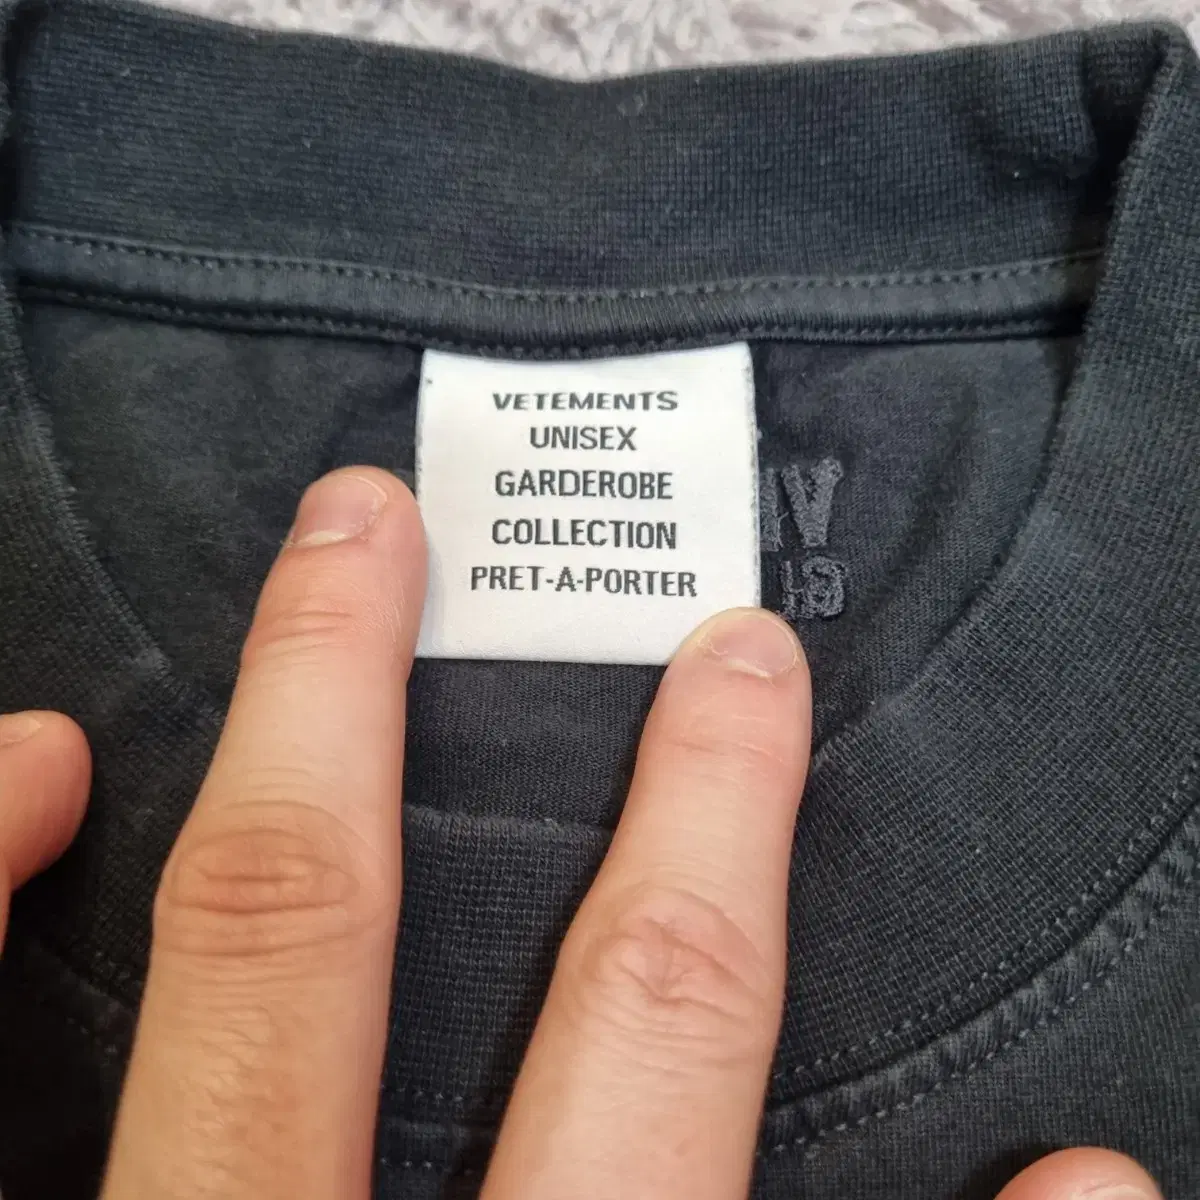 VETEMENTS
UNISEX
GARDEROBE
COLLECTION
PRET-A-PORTER